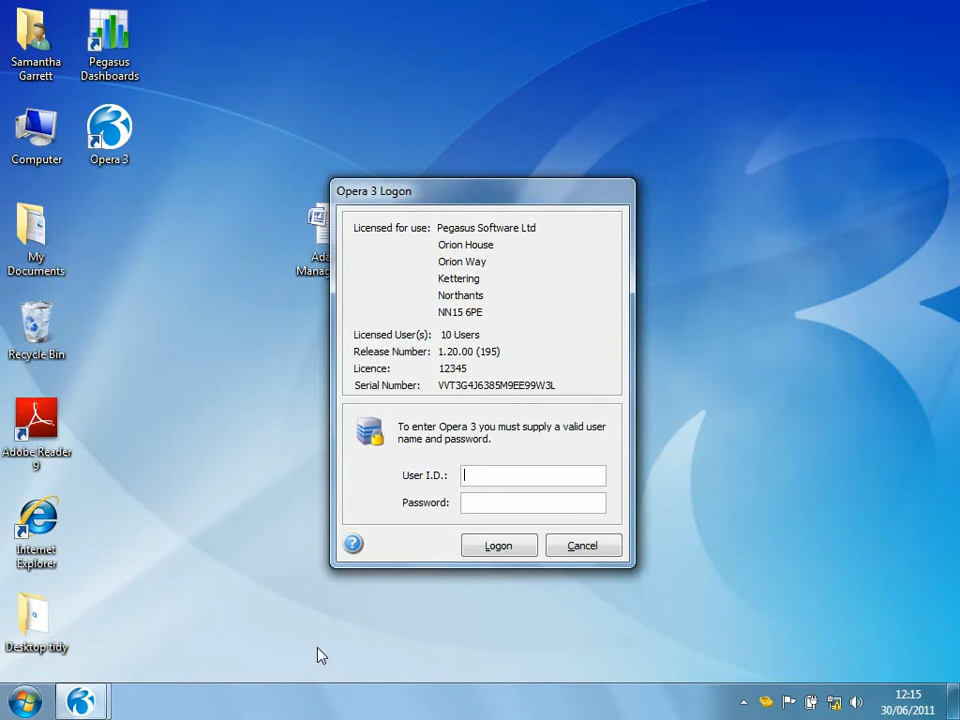 Samantha
Garrett
Pegasus
Dashboards
Computer
Opera 3
My
Documents
Recycle Bin
Adobe Reader
9
Internet
Explorer
Desktop tidy
Opera 3 Logon
Licensed for use: Pegasus Software Ltd
Orion House
Orion Way
Kettering
Northants
NN15 6PE
Licensed User(s): 10 Users
Release Number: 1.20.00 (195)
Licence: 12345
Serial Number: VVT3G4J6385M9EE99W3L
To enter Opera 3 you must supply a valid user
name and password.
User I.D.:
Password:
Logon
Cancel
12:15
30/06/2011